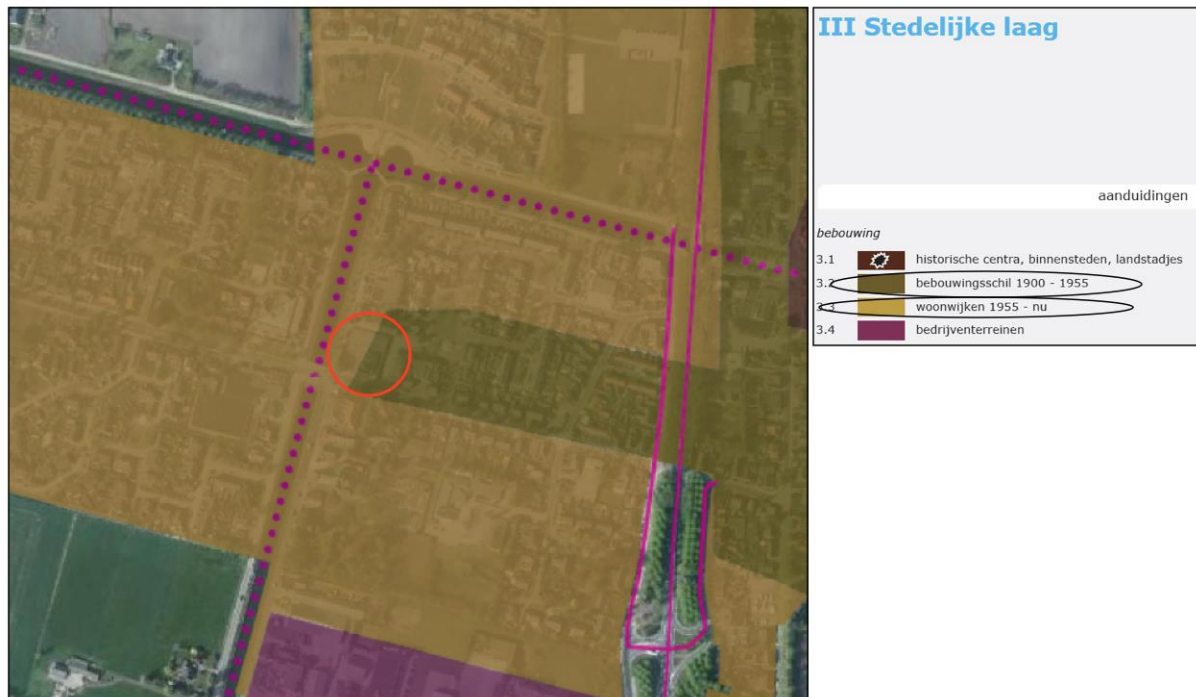 III Stedelijke laag
aanduidingen
bebouwing
3.1 historische centra, binnensteden, landstadjes
3.2 bebouwingsschil 1900 - 1955
3.3 woonwijken 1955 - nu
3.4 bedrijventerreinen